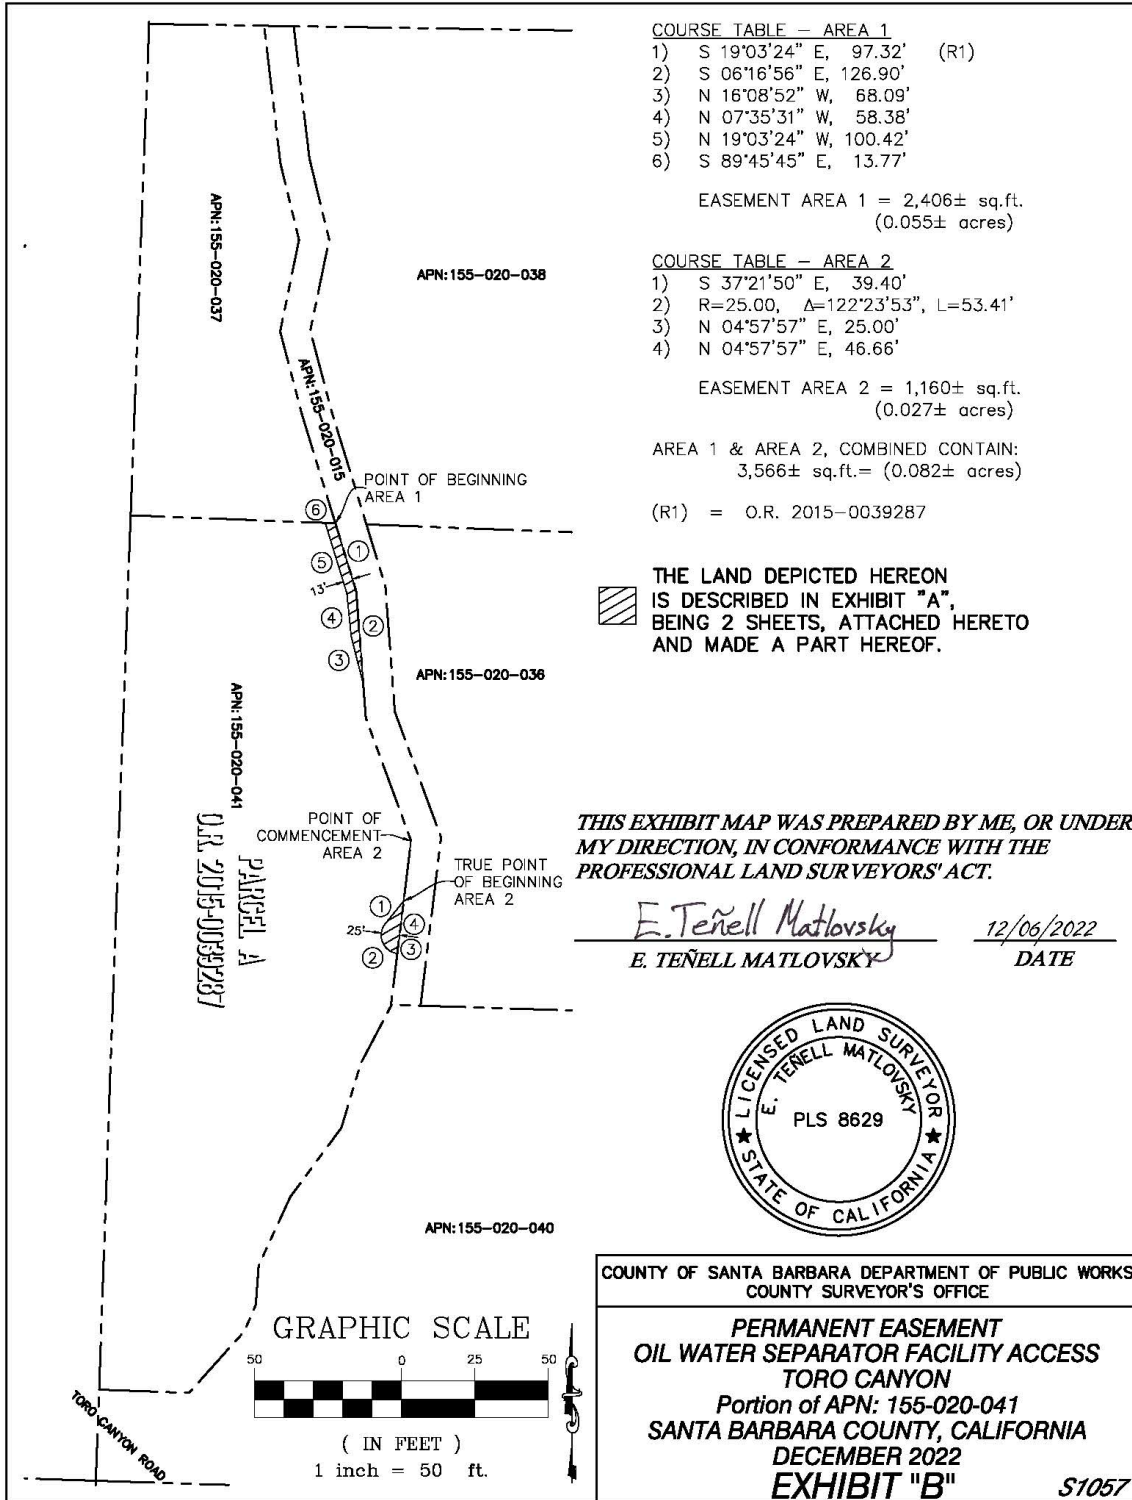 COURSE TABLE – AREA 1
1) S 19°03'24" E, 97.32' (R1)
2) S 06°16'56" E, 126.90'
3) N 16°08'52" W, 68.09'
4) N 07°35'31" W, 58.38'
5) N 19°03'24" W, 100.42'
6) S 89°45'45" E, 13.77'
EASEMENT AREA 1 = 2,406± sq.ft.
(0.055± acres)
COURSE TABLE – AREA 2
1) S 37°21'50" E, 39.40'
2) R=25.00, Δ=122°23'53", L=53.41'
3) N 04°57'57" E, 25.00'
4) N 04°57'57" E, 46.66'
EASEMENT AREA 2 = 1,160± sq.ft.
(0.027± acres)
AREA 1 & AREA 2, COMBINED CONTAIN:
3,566± sq.ft.= (0.082± acres)
(R1) = O.R. 2015–0039287
THE LAND DEPICTED HEREON
IS DESCRIBED IN EXHIBIT "A",
BEING 2 SHEETS, ATTACHED HERETO
AND MADE A PART HEREOF.
APN:155-020-037
APN:155-020-038
APN:155-020-015
POINT OF BEGINNING
AREA 1
6
1
5
13'
4
2
3
APN:155-020-036
APN:155-020-041
PARCEL A
O.R. 2015-0039287
POINT OF
COMMENCEMENT
AREA 2
TRUE POINT
OF BEGINNING
AREA 2
1
4
25'
3
2
APN:155-020-040
TORO CANYON ROAD
GRAPHIC SCALE
50 0 25 50
( IN FEET )
1 inch = 50 ft.
THIS EXHIBIT MAP WAS PREPARED BY ME, OR UNDER
MY DIRECTION, IN CONFORMANCE WITH THE
PROFESSIONAL LAND SURVEYORS' ACT.
E. Teñell Matlovsky 12/06/2022
E. TEÑELL MATLOVSKY DATE
LICENSED LAND SURVEYOR
E. TEÑELL MATLOVSKY
PLS 8629
★ STATE OF CALIFORNIA ★
COUNTY OF SANTA BARBARA DEPARTMENT OF PUBLIC WORKS
COUNTY SURVEYOR'S OFFICE
PERMANENT EASEMENT
OIL WATER SEPARATOR FACILITY ACCESS
TORO CANYON
Portion of APN: 155-020-041
SANTA BARBARA COUNTY, CALIFORNIA
DECEMBER 2022
EXHIBIT "B" S1057